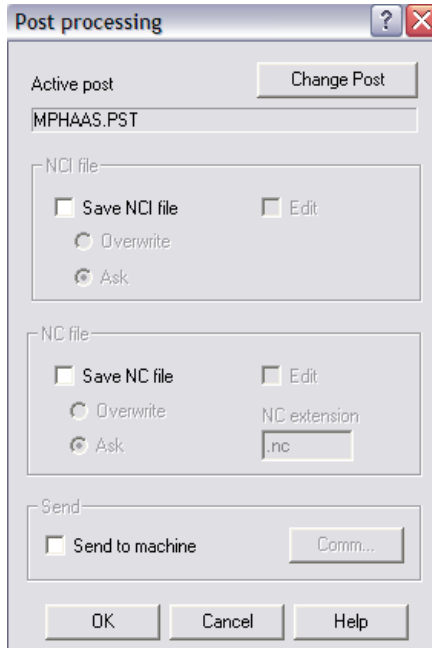 Post processing
Active post
Change Post
MPHAAS.PST
NCI file
Save NCI file
Edit
Overwrite
Ask
NC file
Save NC file
Edit
Overwrite
NC extension
Ask
.nc
Send
Send to machine
Comm...
OK
Cancel
Help